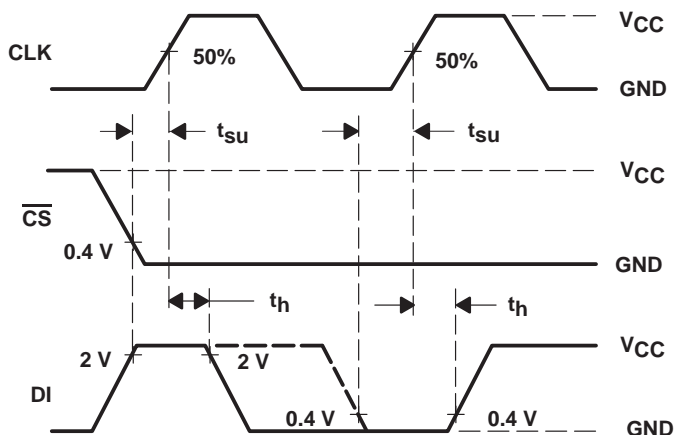 CLK
50%
50%
VCC
GND
tsu
tsu
CS
0.4 V
VCC
GND
th
th
DI
2 V
2 V
0.4 V
0.4 V
VCC
GND